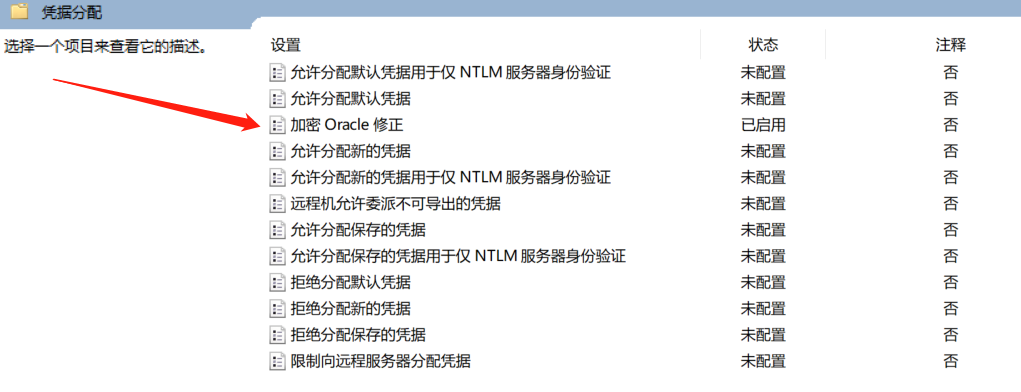 凭据分配
选择一个项目来查看它的描述。
设置 状态 注释
允许分配默认凭据用于仅 NTLM 服务器身份验证 未配置 否
允许分配默认凭据 未配置 否
加密 Oracle 修正 已启用 否
允许分配新的凭据 未配置 否
允许分配新的凭据用于仅 NTLM 服务器身份验证 未配置 否
远程机允许委派不可导出的凭据 未配置 否
允许分配保存的凭据 未配置 否
允许分配保存的凭据用于仅 NTLM 服务器身份验证 未配置 否
拒绝分配默认凭据 未配置 否
拒绝分配新的凭据 未配置 否
拒绝分配保存的凭据 未配置 否
限制向远程服务器分配凭据 未配置 否